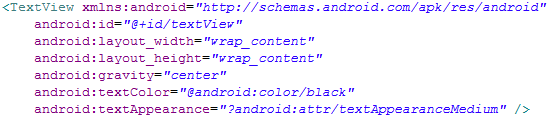 <TextView xmlns:android="http://schemas.android.com/apk/res/android"
    android:id="@+id/textView"
    android:layout_width="wrap_content"
    android:layout_height="wrap_content"
    android:gravity="center"
    android:textColor="@android:color/black"
    android:textAppearance="?android:attr/textAppearanceMedium" />